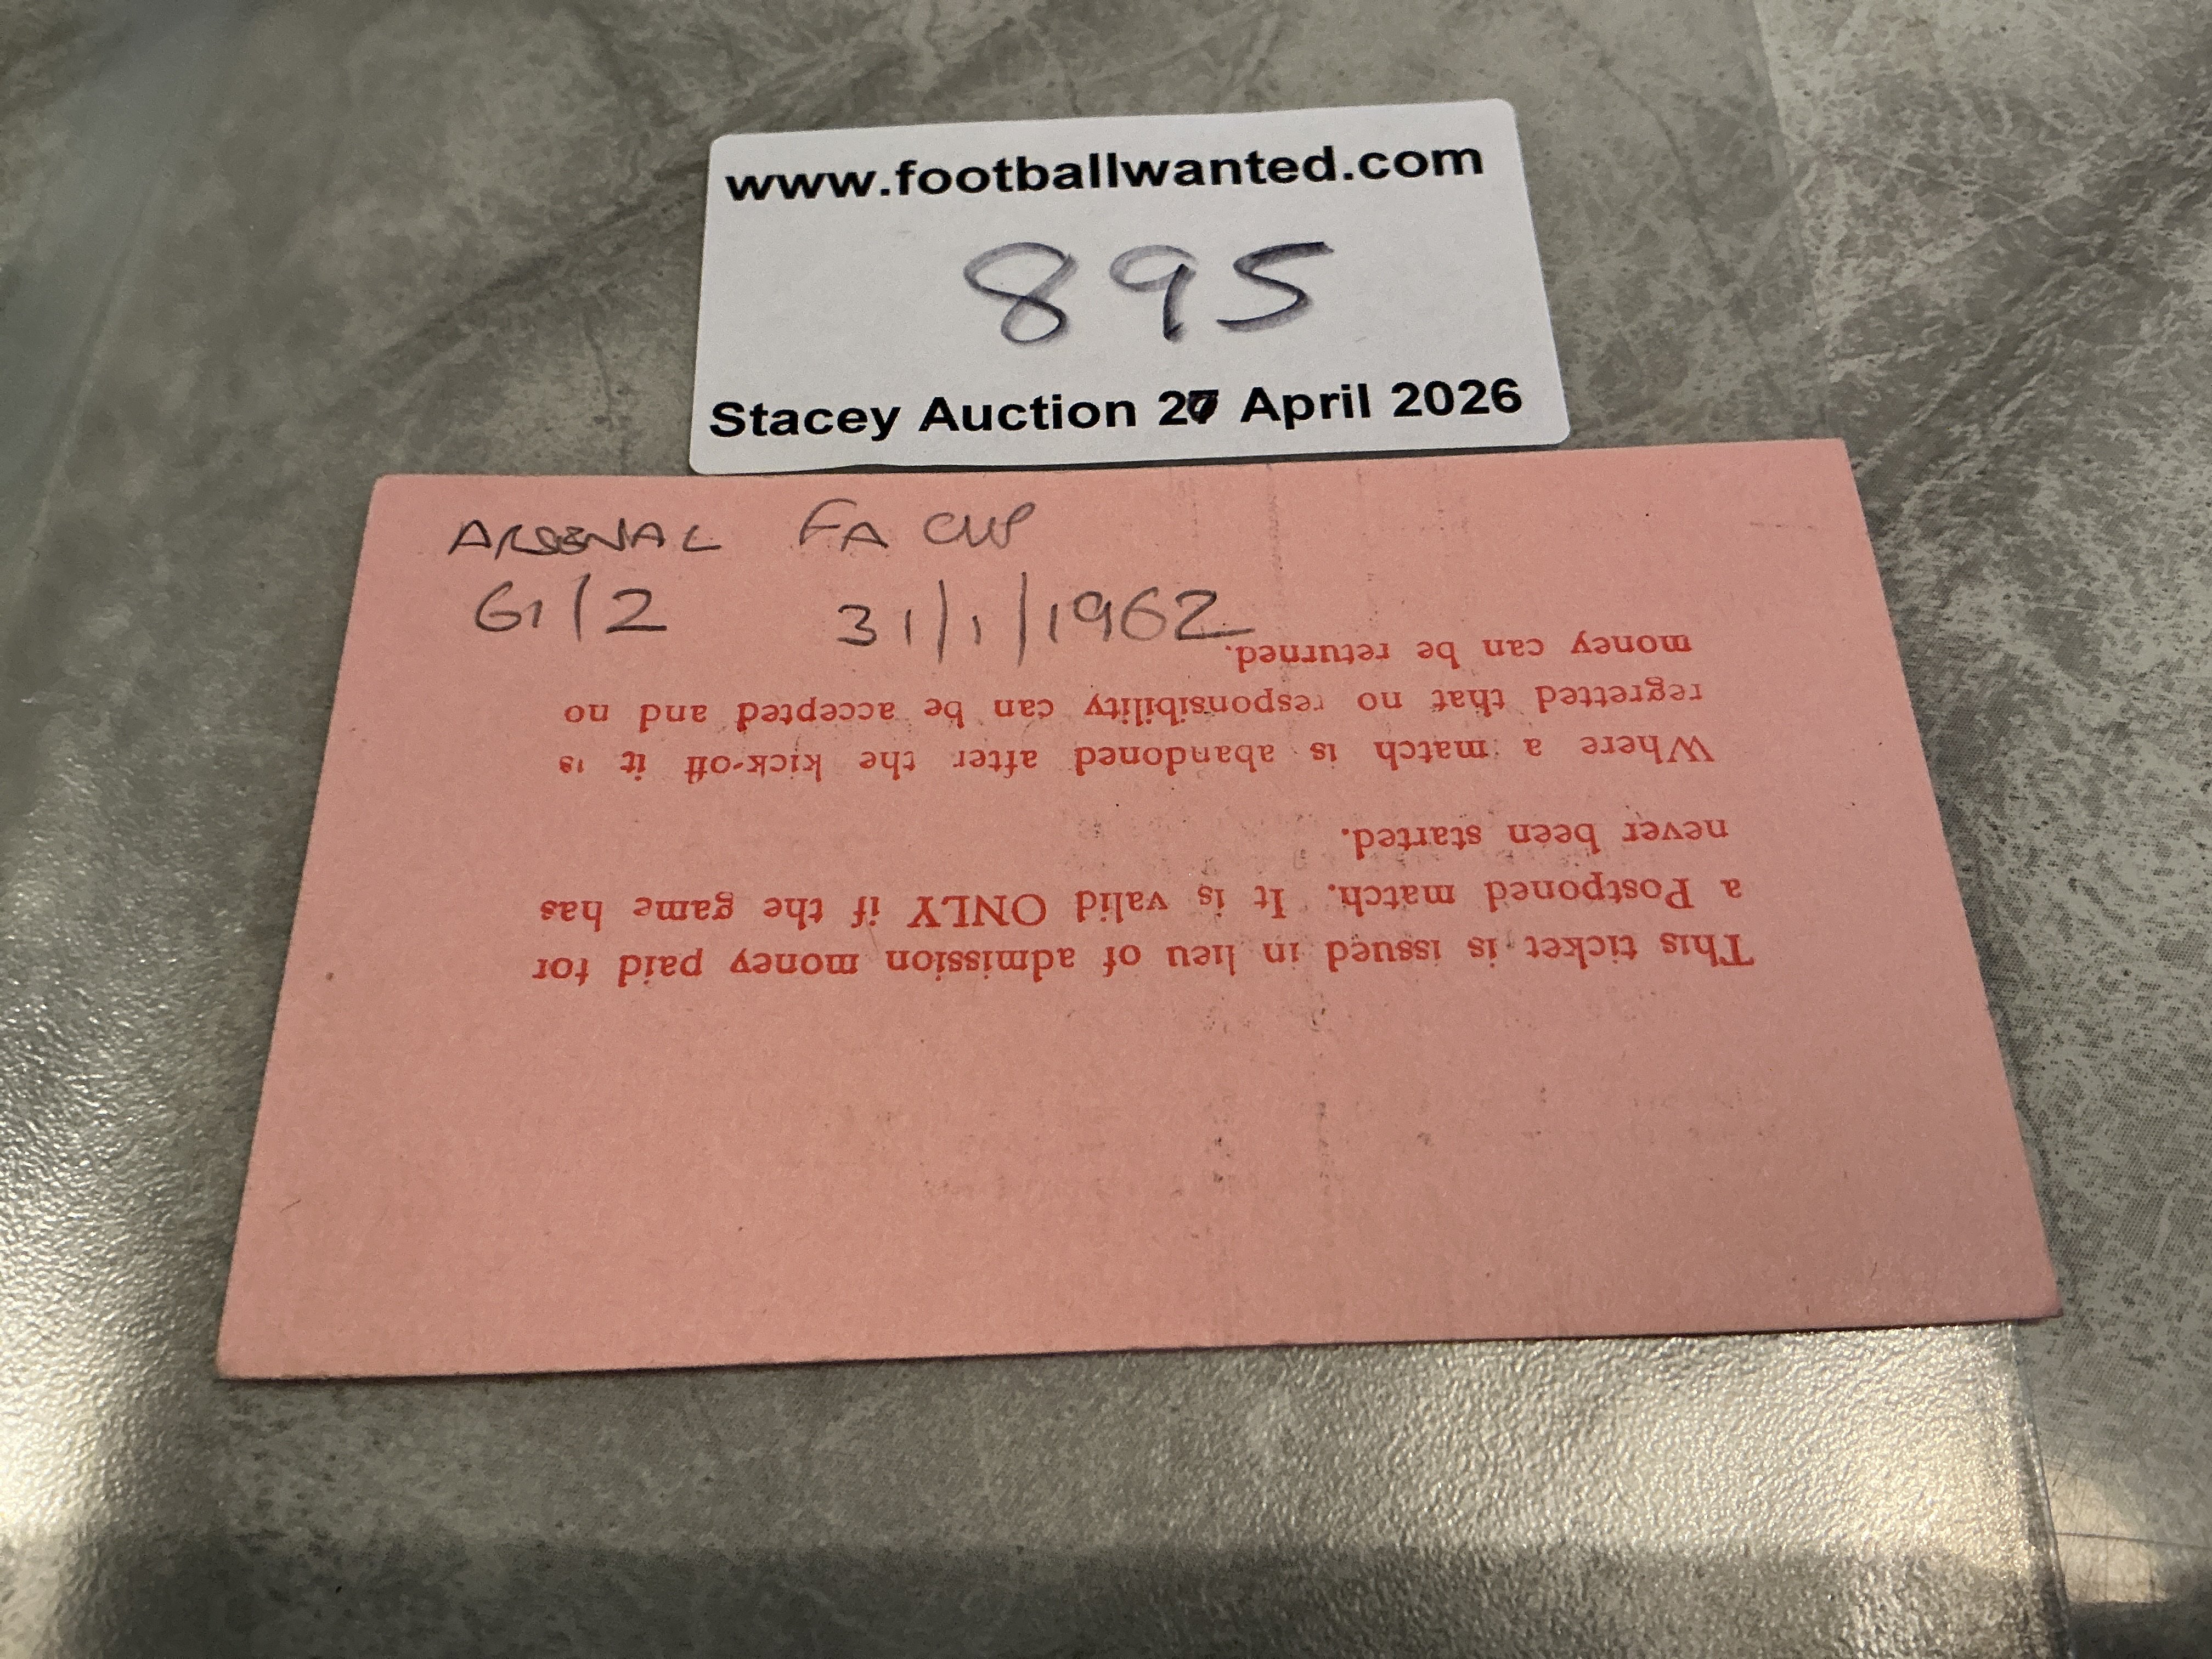 www.footballwanted.com
895
Stacey Auction 27 April 2026
ARSENAL FA CUP
61/2 31/1/1962
This ticket is issued in lieu of admission money paid for
a Postponed match. It is valid ONLY if the game has
never been started.
Where a match is abandoned after the kick-off it is
regretted that no responsibility can be accepted and no
money can be returned.